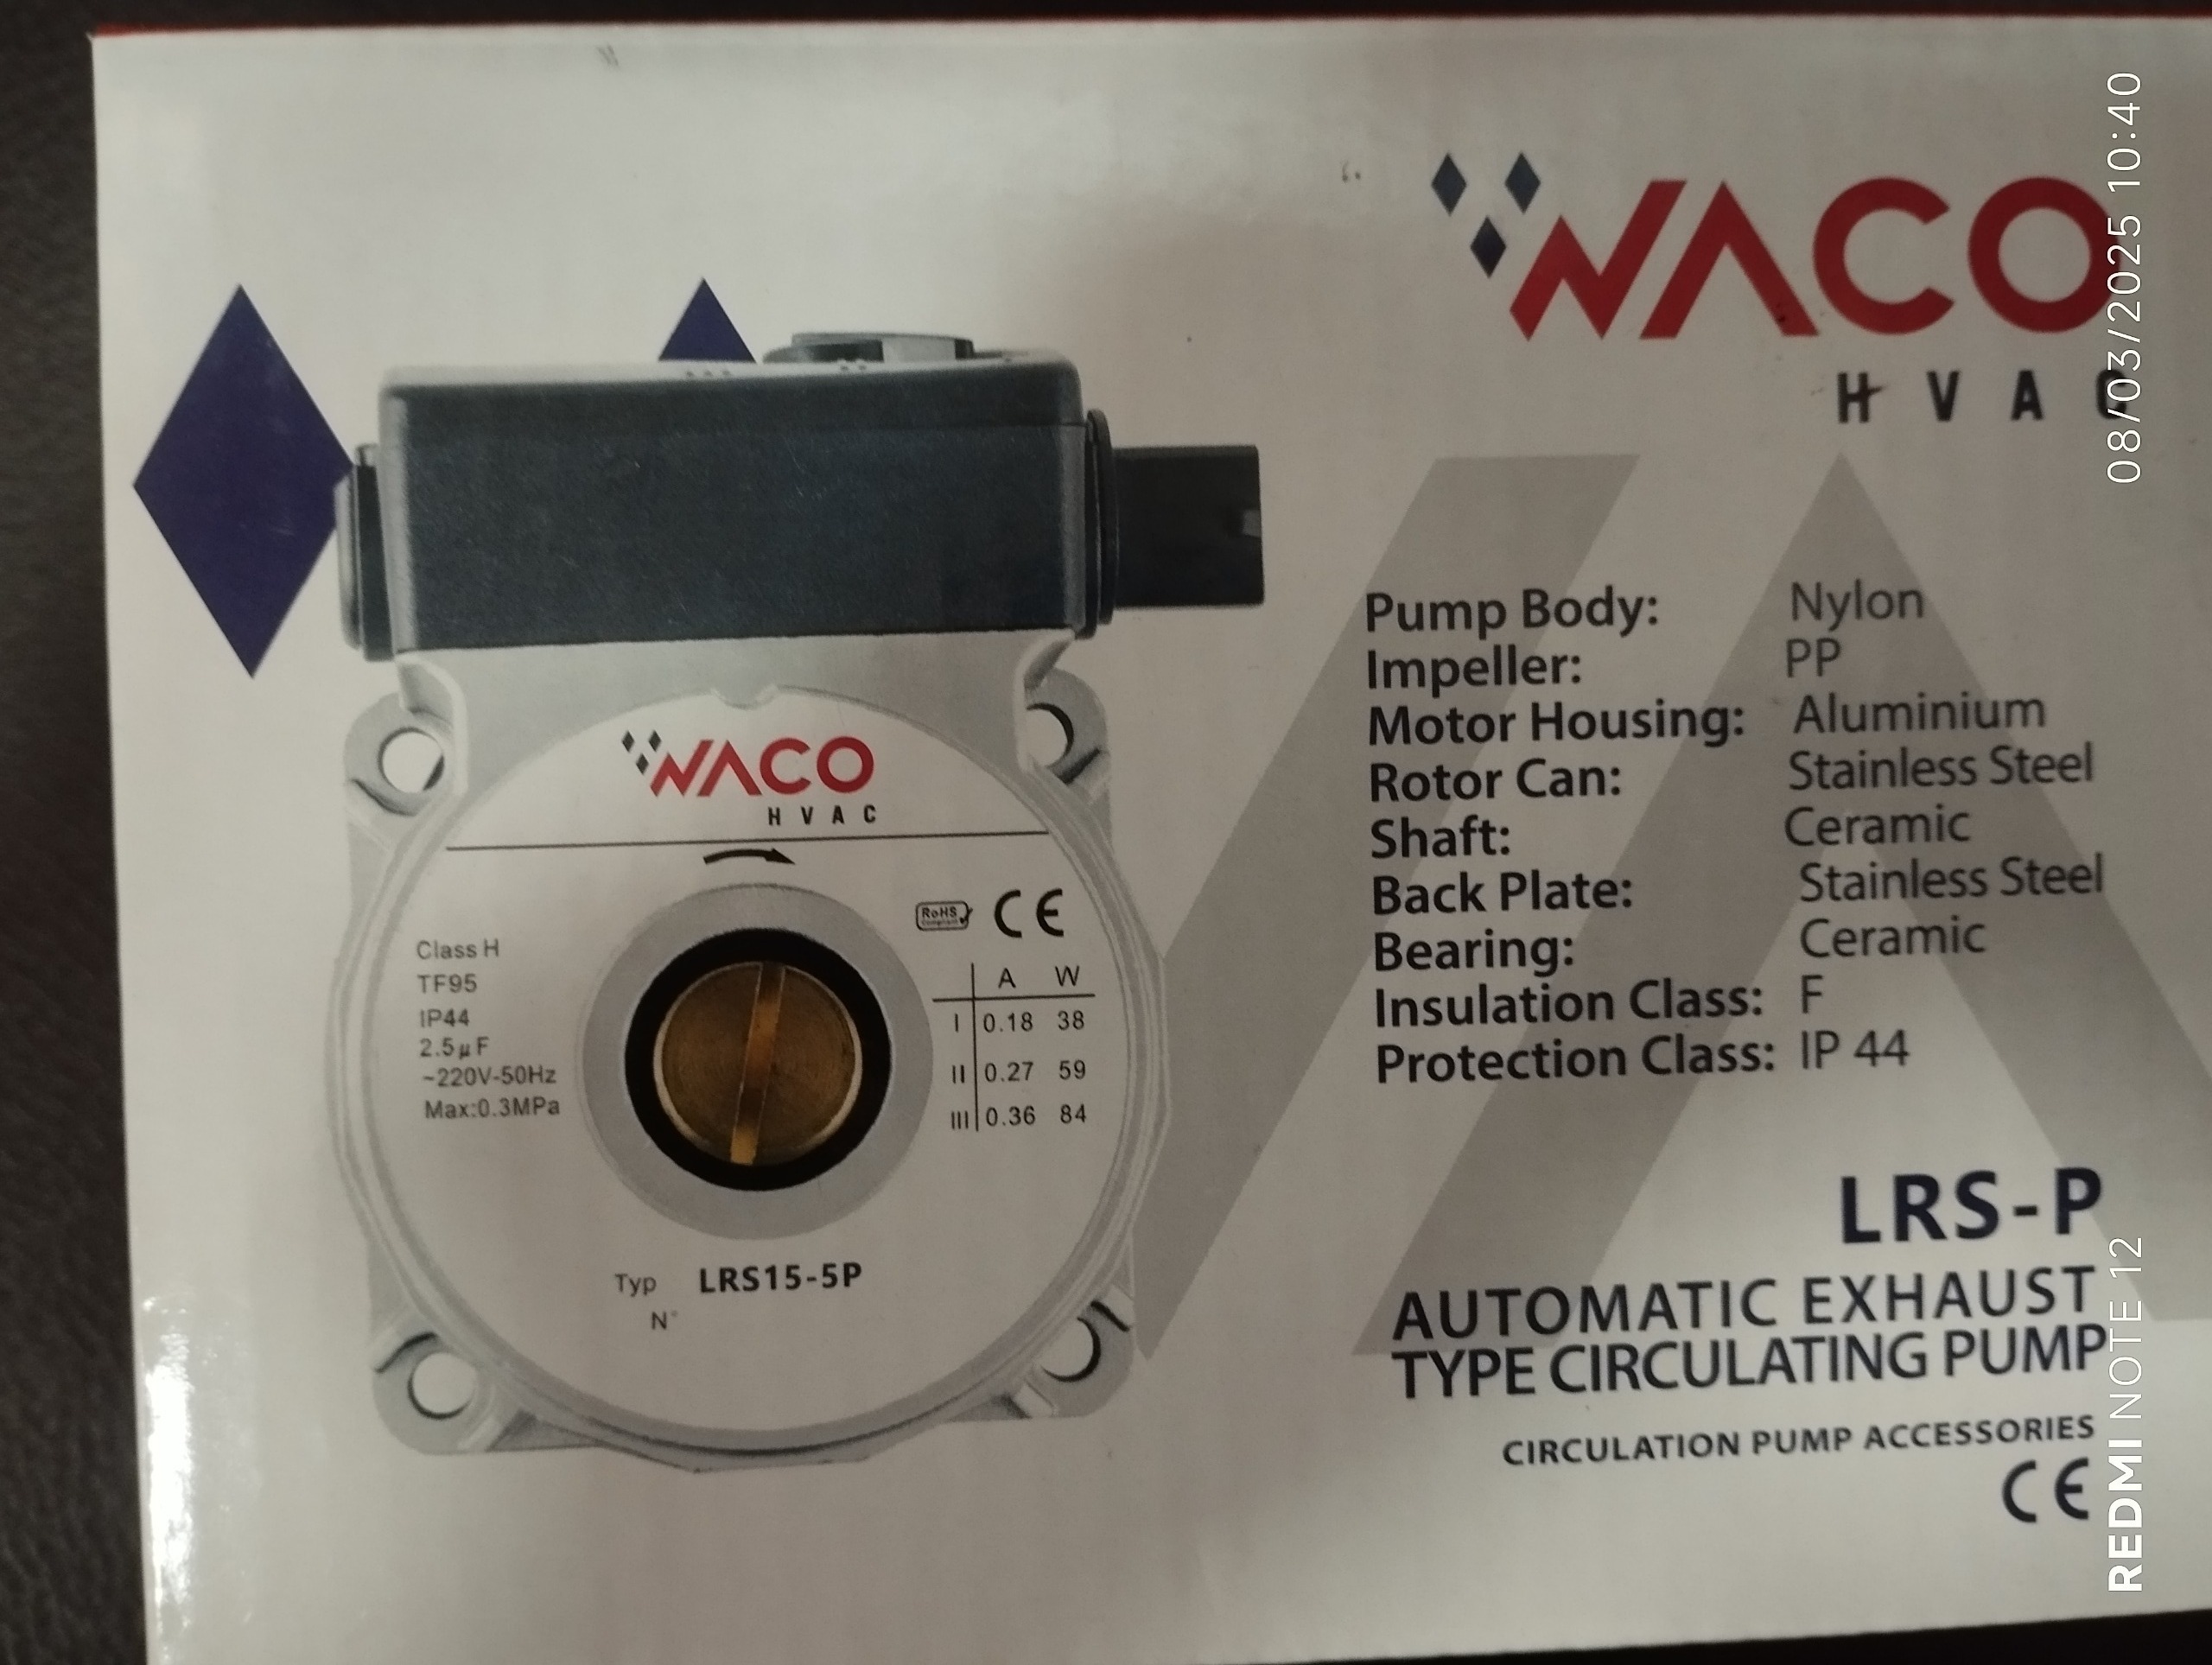 WACO
HVAC
Pump Body: Nylon
Impeller: PP
Motor Housing: Aluminium
Rotor Can: Stainless Steel
Shaft: Ceramic
Back Plate: Stainless Steel
Bearing: Ceramic
Insulation Class: F
Protection Class: IP 44
LRS-P
AUTOMATIC EXHAUST
TYPE CIRCULATING PUMP
CIRCULATION PUMP ACCESSORIES
CE
WACO
HVAC
RoHS
CE
Class H
TF95
IP44
2.5µF
~220V-50Hz
Max:0.3MPa
A W
I 0.18 38
II 0.27 59
III 0.36 84
Typ LRS15-5P
N°
08/03/2025 10:40
REDMI NOTE 12